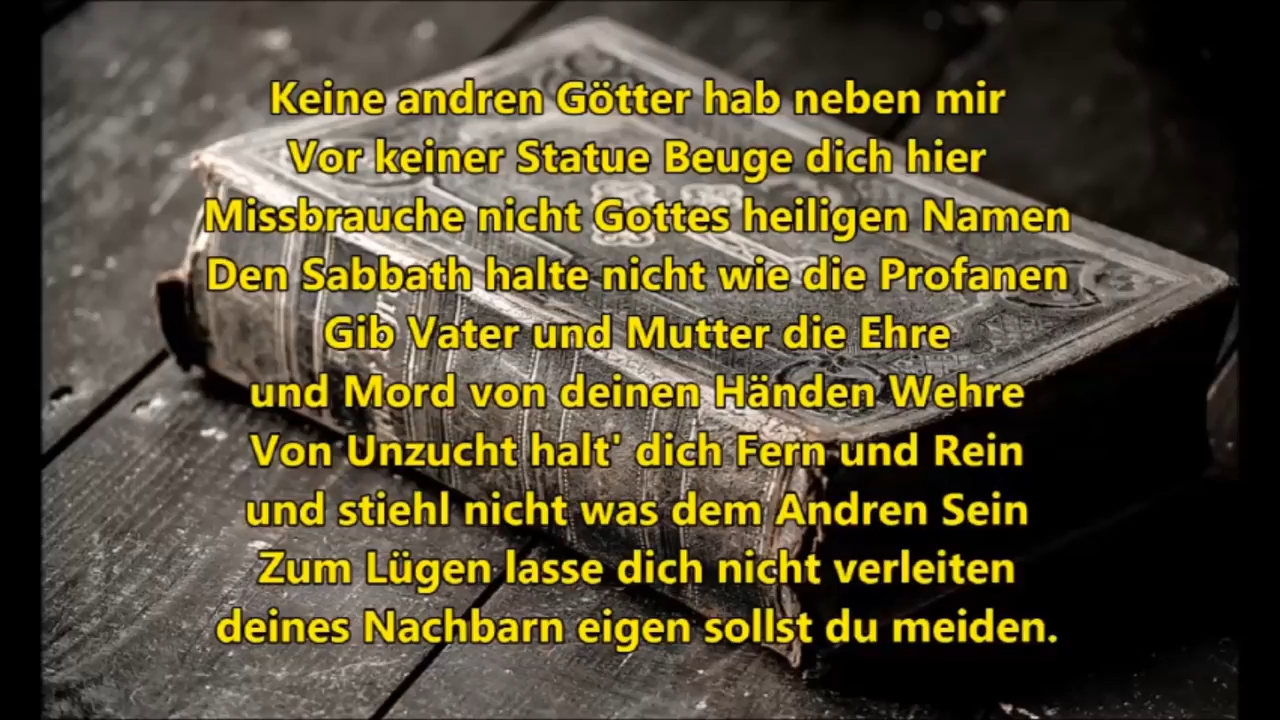 Keine andren Götter hab neben mir
Vor keiner Statue Beuge dich hier
Missbrauche nicht Gottes heiligen Namen
Den Sabbath halte nicht wie die Profanen
Gib Vater und Mutter die Ehre
und Mord von deinen Händen Wehre
Von Unzucht halt' dich Fern und Rein
und stiehl nicht was dem Andren Sein
Zum Lügen lasse dich nicht verleiten
deines Nachbarn eigen sollst du meiden.